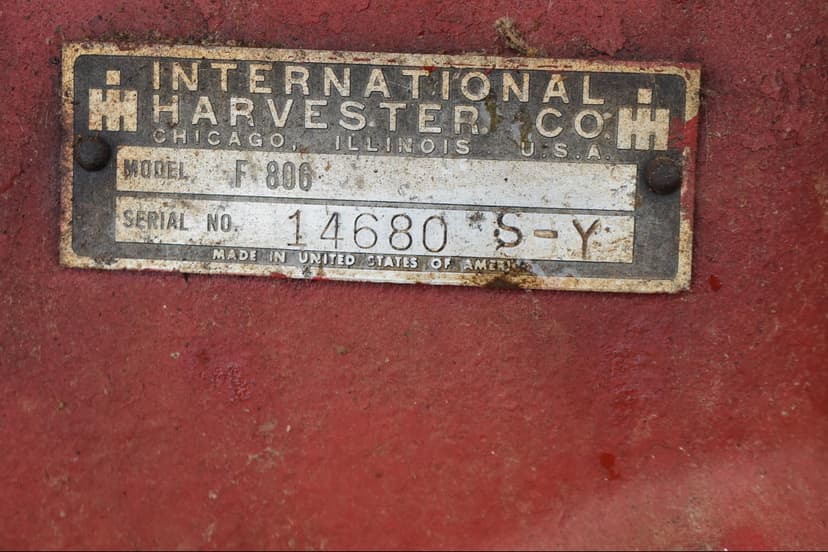 INTERNATIONAL
HARVESTER CO.
CHICAGO, ILLINOIS U.S.A.
MODEL F 806
SERIAL NO. 14680 S-Y
MADE IN UNITED STATES OF AMERICA